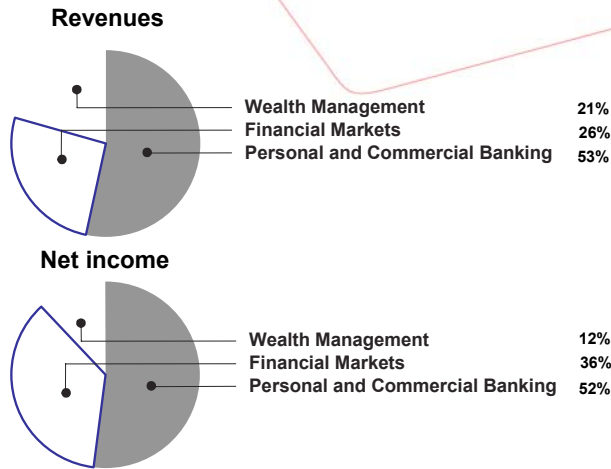 Revenues
Wealth Management 21%
Financial Markets 26%
Personal and Commercial Banking 53%
Net income
Wealth Management 12%
Financial Markets 36%
Personal and Commercial Banking 52%